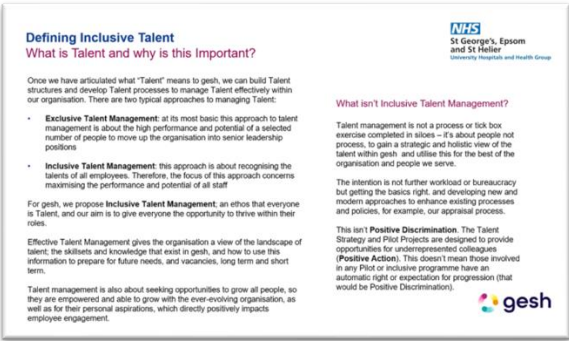 Defining Inclusive Talent
What is Talent and why is this Important?
NHS
St George's, Epsom
and St Helier
University Hospitals and Health Group
Once we have articulated what "Talent" means to gesh, we can build Talent
structures and develop Talent processes to manage Talent effectively within
our organisation. There are two typical approaches to managing Talent:
• Exclusive Talent Management: at its most basic this approach to talent
management is about the high performance and potential of a selected
number of people to move up the organisation into senior leadership
positions
• Inclusive Talent Management: this approach is about recognising the
talents of all employees. Therefore, the focus of this approach concerns
maximising the performance and potential of all staff
For gesh, we propose Inclusive Talent Management; an ethos that everyone
is Talent, and our aim is to give everyone the opportunity to thrive within their
roles.
Effective Talent Management gives the organisation a view of the landscape of
talent; the skillsets and knowledge that exist in gesh, and how to use this
information to prepare for future needs, and vacancies, long term and short
term.
Talent management is also about seeking opportunities to grow all people, so
they are empowered and able to grow with the ever-evolving organisation, as
well as for their personal aspirations, which directly positively impacts
employee engagement.
What isn't Inclusive Talent Management?
Talent management is not a process or tick box
exercise completed in siloes – it's about people not
process, to gain a strategic and holistic view of the
talent within gesh and utilise this for the best of the
organisation and people we serve.
The intention is not further workload or bureaucracy
but getting the basics right, and developing new and
modern approaches to enhance existing processes
and policies, for example, our appraisal process.
This isn't Positive Discrimination. The Talent
Strategy and Pilot Projects are designed to provide
opportunities for underrepresented colleagues
(Positive Action). This doesn't mean those involved
in any Pilot or inclusive programme have an
automatic right or expectation for progression (that
would be Positive Discrimination).
gesh